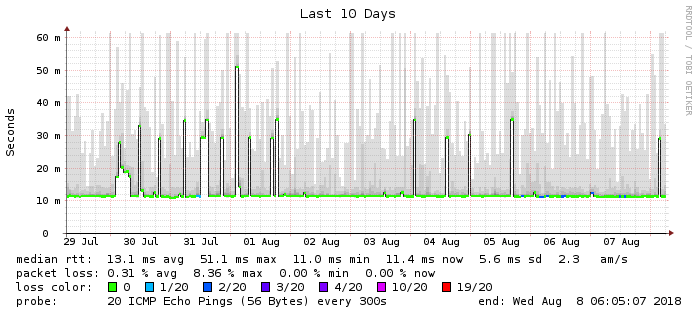 Last 10 Days
RRDTOOL / TOBI OETIKER
Seconds
60 m
50 m
40 m
30 m
20 m
10 m
0
29 Jul 30 Jul 31 Jul 01 Aug 02 Aug 03 Aug 04 Aug 05 Aug 06 Aug 07 Aug
median rtt: 13.1 ms avg 51.1 ms max 11.0 ms min 11.4 ms now 5.6 ms sd 2.3 am/s
packet loss: 0.31 % avg 8.36 % max 0.00 % min 0.00 % now
loss color: 0 1/20 2/20 3/20 4/20 10/20 19/20
probe: 20 ICMP Echo Pings (56 Bytes) every 300s end: Wed Aug 8 06:05:07 2018